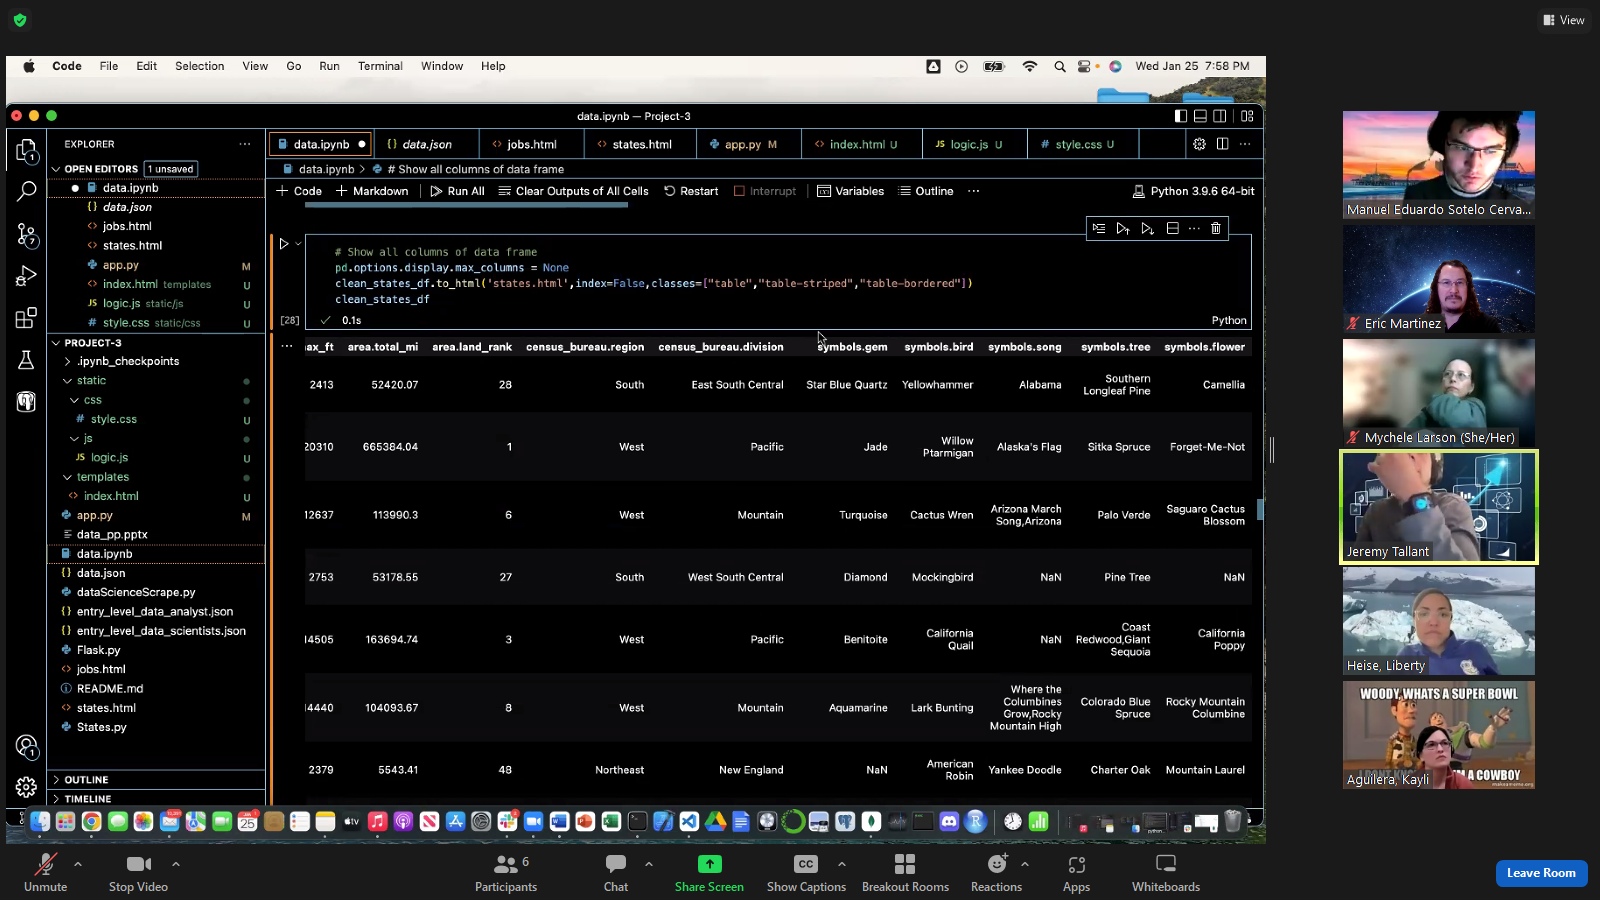 View
Code File Edit Selection View Go Run Terminal Window Help
Wed Jan 25 7:58 PM
data.ipynb — Project-3
EXPLORER
data.ipynb
data.json
jobs.html
states.html
app.py M
index.html U
logic.js U
style.css U
OPEN EDITORS 1 unsaved
data.ipynb > # Show all columns of data frame
data.ipynb
data.json
jobs.html
states.html
app.py M
index.html templates U
logic.js static/js U
style.css static/css U
+ Code + Markdown Run All Clear Outputs of All Cells Restart Interrupt Variables Outline ... Python 3.9.6 64-bit
# Show all columns of data frame
pd.options.display.max_columns = None
clean_states_df.to_html('states.html',index=False,classes=["table","table-striped","table-bordered"])
clean_states_df
[28] 0.1s Python
PROJECT-3
.ipynb_checkpoints
static
css
style.css U
js
logic.js U
templates
index.html U
app.py M
data_pp.pptx
data.ipynb
data.json
dataScienceScrape.py
entry_level_data_analyst.json
entry_level_data_scientists.json
Flask.py
jobs.html
README.md
states.html
States.py
OUTLINE
TIMELINE
ax_ft area.total_mi area.land_rank census_bureau.region census_bureau.division symbols.gem symbols.bird symbols.song symbols.tree symbols.flower
2413 52420.07 28 South East South Central Star Blue Quartz Yellowhammer Alabama Southern Longleaf Pine Camellia
20310 665384.04 1 West Pacific Jade Willow Ptarmigan Alaska's Flag Sitka Spruce Forget-Me-Not
12637 113990.3 6 West Mountain Turquoise Cactus Wren Arizona March Song,Arizona Palo Verde Saguaro Cactus Blossom
2753 53178.55 27 South West South Central Diamond Mockingbird NaN Pine Tree NaN
14505 163694.74 3 West Pacific Benitoite California Quail NaN Coast Redwood,Giant Sequoia California Poppy
14440 104093.67 8 West Mountain Aquamarine Lark Bunting Where the Columbines Grow,Rocky Mountain High Colorado Blue Spruce Rocky Mountain Columbine
2379 5543.41 48 Northeast New England NaN American Robin Yankee Doodle Charter Oak Mountain Laurel
Manuel Eduardo Sotelo Cerva...
Eric Martinez
Mychele Larson (She/Her)
Jeremy Tallant
Heise, Liberty
WOODY, WHATS A SUPER BOWL
M A COWBOY
Aguilera, Kayli
Unmute
Stop Video
Participants 6
Chat
Share Screen
CC
Show Captions
Breakout Rooms
Reactions
Apps
Whiteboards
Leave Room